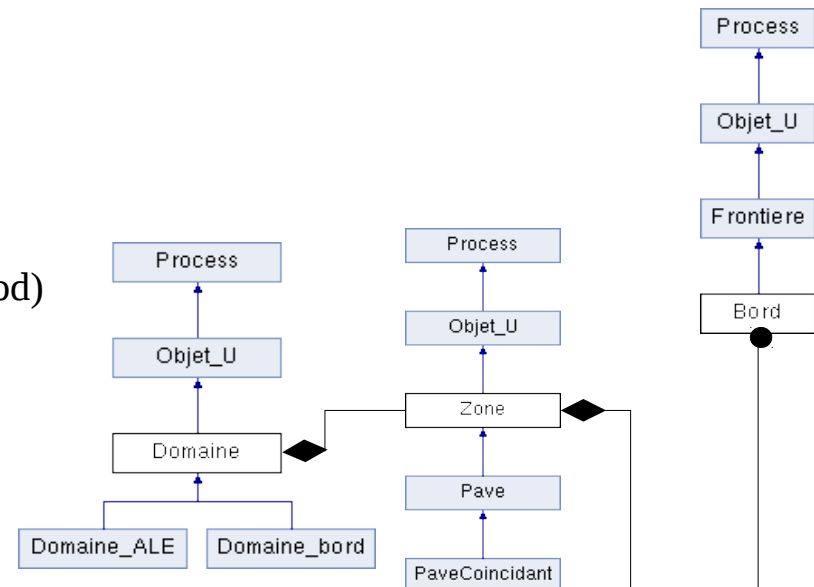 Process
Objet_U
Frontiere
Bord
od)
Process
Objet_U
Domaine
Domaine_ALE
Domaine_bord
Process
Objet_U
Zone
Pave
PaveCoincidant